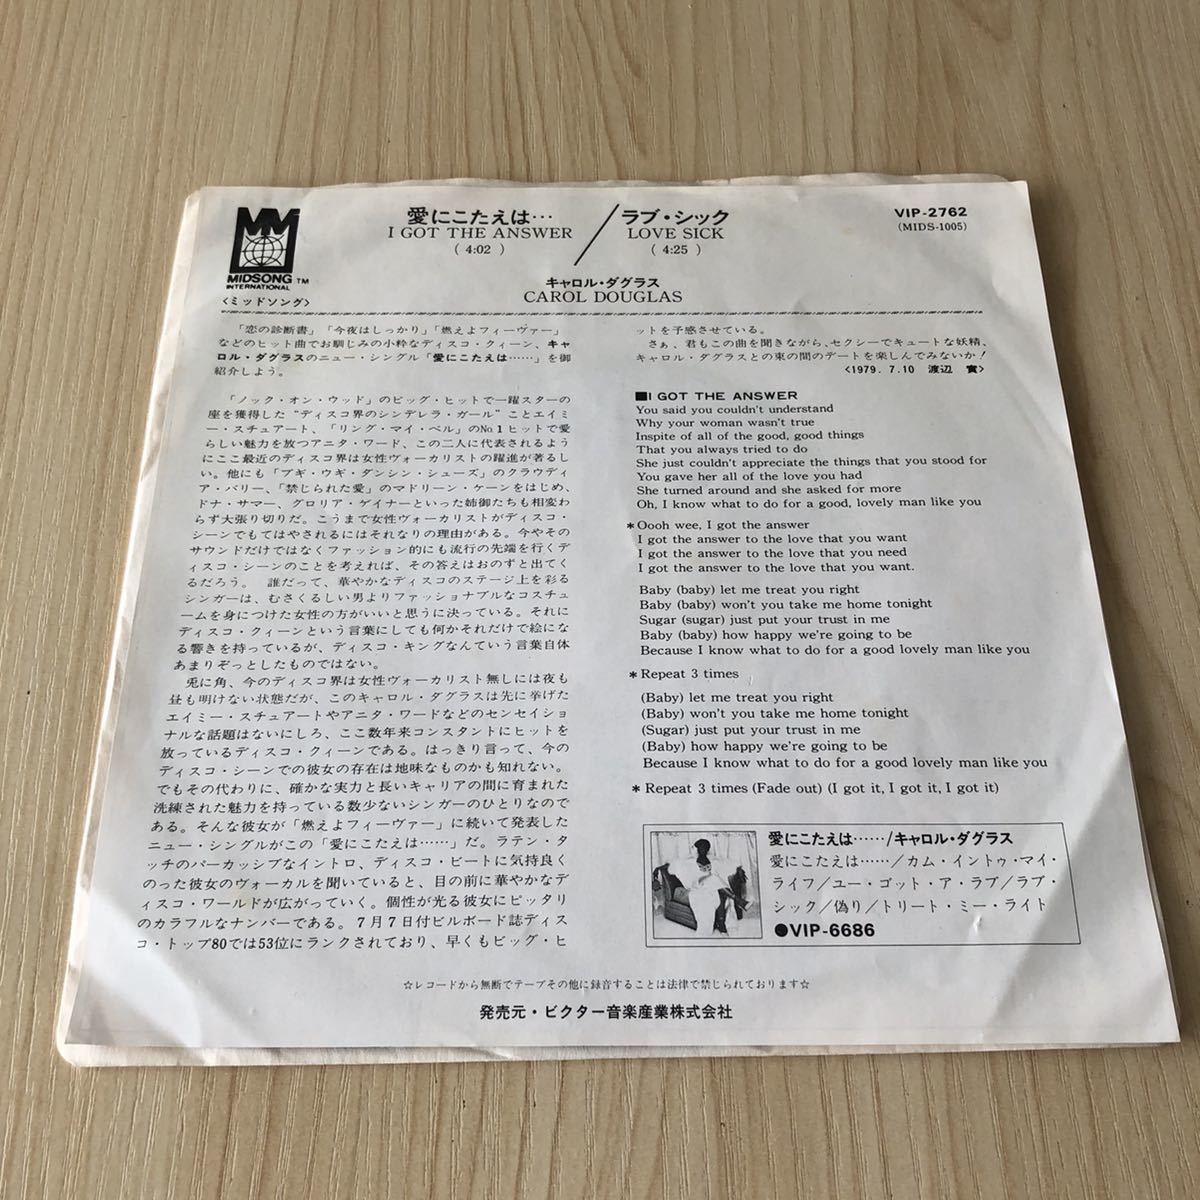 MIDSONG TM
INTERNATIONAL
<ミッドソング>
愛にこたえは…
I GOT THE ANSWER
( 4:02 )
ラブ・シック
LOVE SICK
( 4:25 )
VIP-2762
(MIDS-1005)
キャロル・ダグラス
CAROL DOUGLAS
「恋の診断書」「今夜はしっかり」「燃えよフィーヴァー」
などのヒット曲でお馴じみの小粋なディスコ・クィーン、キャ
ロル・ダグラスのニュー・シングル「愛にこたえは……」を御
紹介しよう。
「ノック・オン・ウッド」のビッグ・ヒットで一躍スターの
座を獲得した“ディスコ界のシンデレラ・ガール”ことエイミ
ー・スチュアート、「リング・マイ・ベル」のNo.1ヒットで愛
らしい魅力を放つアニタ・ワード、この二人に代表されるよう
にここ最近のディスコ界は女性ヴォーカリストの躍進が著るし
い。他にも「ブギ・ウギ・ダンシン・シューズ」のクラウディ
ア・バリー、「禁じられた愛」のマドリーン・ケーンをはじめ、
ドナ・サマー、グロリア・ゲイナーといった姉御たちも相変わ
らず大張り切りだ。こうまで女性ヴォーカリストがディスコ・
シーンでもてはやされるにはそれなりの理由がある。今やその
サウンドだけではなくファッション的にも流行の先端を行くデ
ィスコ・シーンのことを考えれば、その答えはおのずと出てく
るだろう。 誰だって、華やかなディスコのステージ上を彩る
シンガーは、むさくるしい男よりファッショナブルなコスチュ
ームを身につけた女性の方がいいと思うに決っている。それに
ディスコ・クィーンという言葉にしても何かそれだけで絵にな
る響きを持っているが、ディスコ・キングなんていう言葉自体
あまりぞっとしたものではない。
兎に角、今のディスコ界は女性ヴォーカリスト無しには夜も
昼も明けない状態だが、このキャロル・ダグラスは先に挙げた
エイミー・スチュアートやアニタ・ワードなどのセンセイショ
ナルな話題はないにしろ、ここ数年来コンスタントにヒットを
放っているディスコ・クィーンである。はっきり言って、今の
ディスコ・シーンでの彼女の存在は地味なものかも知れない。
でもその代わりに、確かな実力と長いキャリアの間に育まれた
洗練された魅力を持っている数少ないシンガーのひとりなので
ある。そんな彼女が「燃えよフィーヴァー」に続いて発表した
ニュー・シングルがこの「愛にこたえは……」だ。ラテン・タ
ッチのパーカッシブなイントロ、ディスコ・ビートに気持良く
のった彼女のヴォーカルを聞いていると、目の前に華やかなデ
ィスコ・ワールドが広がっていく。個性が光る彼女にピッタリ
のカラフルなナンバーである。7月7日付ビルボード誌ディス
コ・トップ80では53位にランクされており、早くもビッグ・ヒ
ットを予感させている。
さぁ、君もこの曲を聞きながら、セクシーでキュートな妖精、
キャロル・ダグラスとの束の間のデートを楽しんでみないか！
<1979. 7.10 渡辺 實>
■I GOT THE ANSWER
You said you couldn't understand
Why your woman wasn't true
Inspite of all of the good, good things
That you always tried to do
She just couldn't appreciate the things that you stood for
You gave her all of the love you had
She turned around and she asked for more
Oh, I know what to do for a good, lovely man like you
* Oooh wee, I got the answer
I got the answer to the love that you want
I got the answer to the love that you need
I got the answer to the love that you want.
Baby (baby) let me treat you right
Baby (baby) won't you take me home tonight
Sugar (sugar) just put your trust in me
Baby (baby) how happy we're going to be
Because I know what to do for a good lovely man like you
* Repeat 3 times
(Baby) let me treat you right
(Baby) won't you take me home tonight
(Sugar) just put your trust in me
(Baby) how happy we're going to be
Because I know what to do for a good lovely man like you
* Repeat 3 times (Fade out) (I got it, I got it, I got it)
愛にこたえは……/キャロル・ダグラス
愛にこたえは……/カム・イントゥ・マイ・
ライフ/ユー・ゴット・ア・ラブ/ラブ・
シック/偽り/トリート・ミー・ライト
●VIP-6686
☆レコードから無断でテープその他に録音することは法律で禁じられております☆
発売元・ビクター音楽産業株式会社